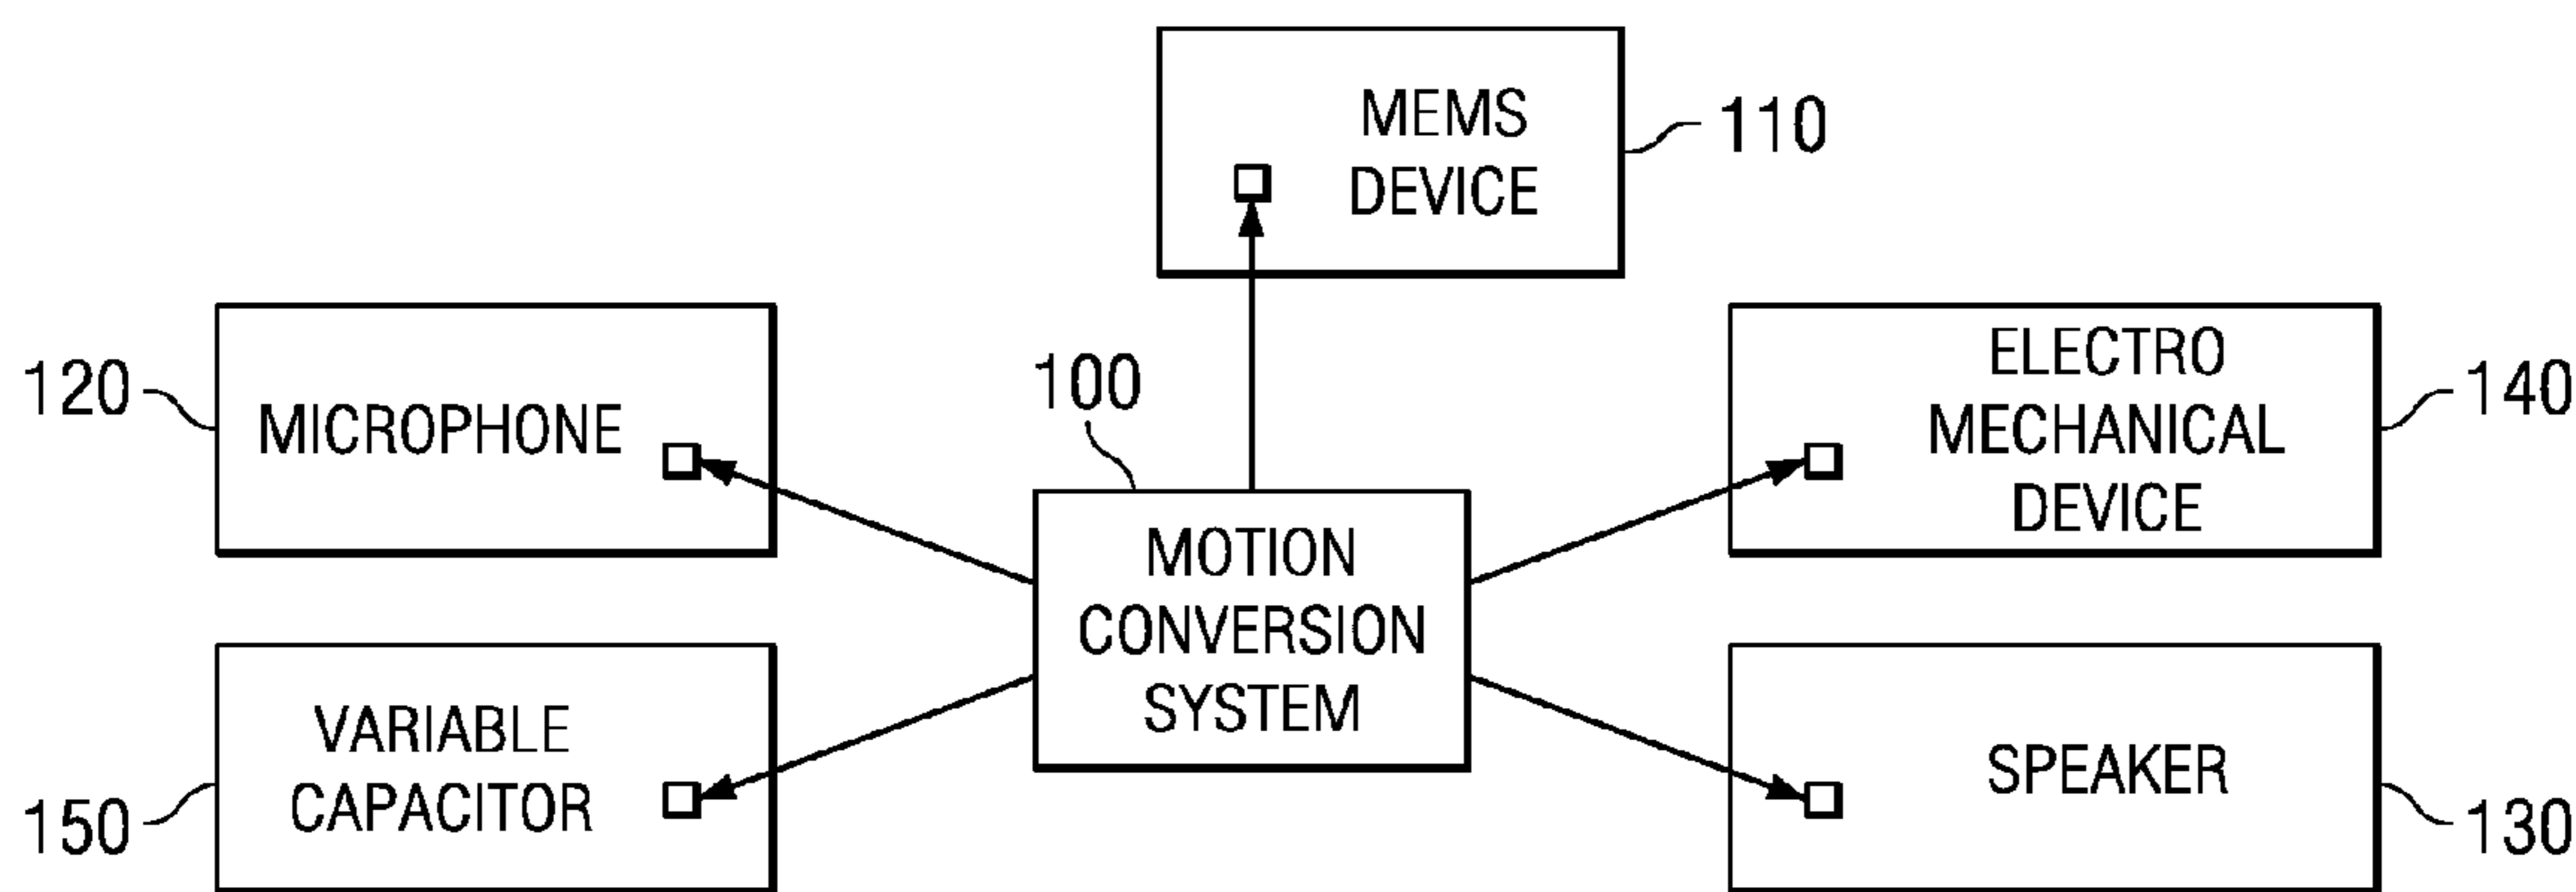 MEMS
DEVICE
110
120
MICROPHONE
100
ELECTRO
MECHANICAL
DEVICE
140
MOTION
CONVERSION
SYSTEM
150
VARIABLE
CAPACITOR
SPEAKER
130